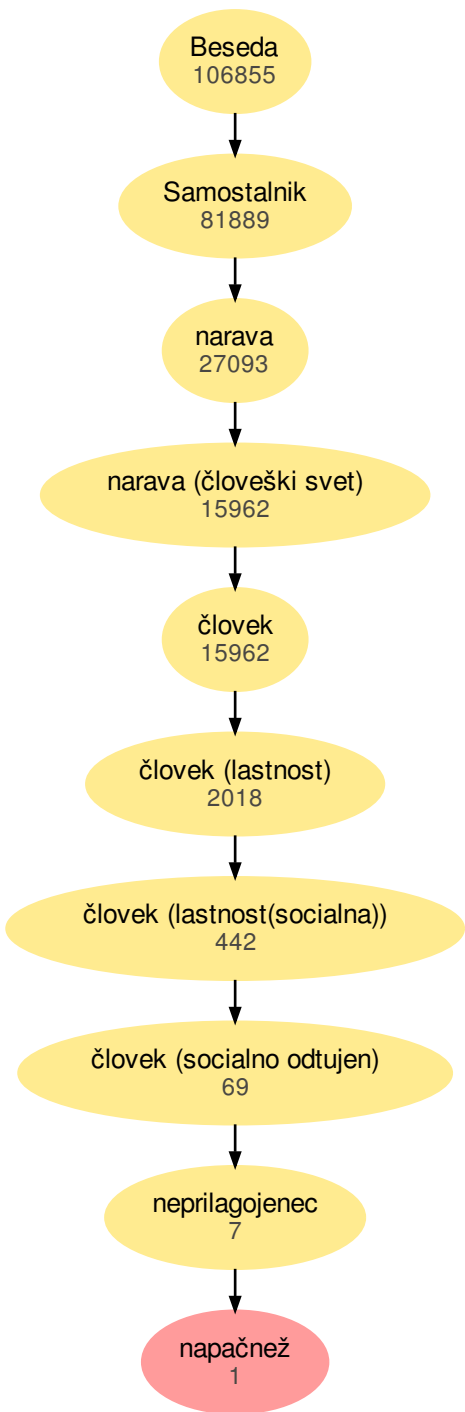 Beseda
106855
Samostalnik
81889
narava
27093
narava (človeški svet)
15962
človek
15962
človek (lastnost)
2018
človek (lastnost(socialna))
442
človek (socialno odtujen)
69
neprilagojenec
7
napačnež
1